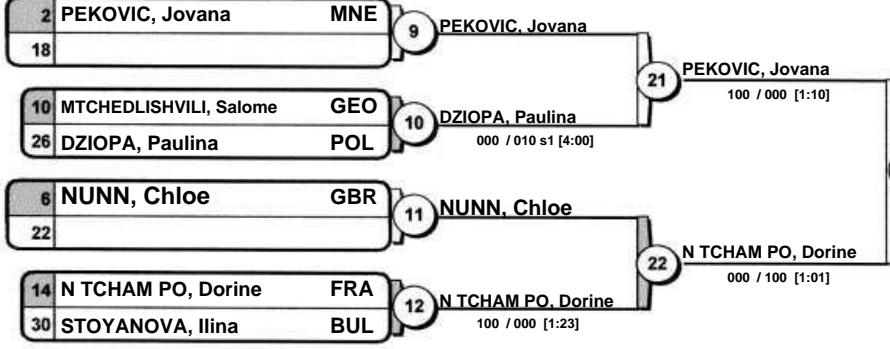 2 PEKOVIC, Jovana MNE
18
9
PEKOVIC, Jovana
10 MTCHEDLISHVILI, Salome GEO
26 DZIOPA, Paulina POL
10
DZIOPA, Paulina
000 / 010 s1 [4:00]
21
PEKOVIC, Jovana
100 / 000 [1:10]
6 NUNN, Chloe GBR
22
11
NUNN, Chloe
14 N TCHAM PO, Dorine FRA
30 STOYANOVA, Ilina BUL
12
N TCHAM PO, Dorine
100 / 000 [1:23]
22
N TCHAM PO, Dorine
000 / 100 [1:01]